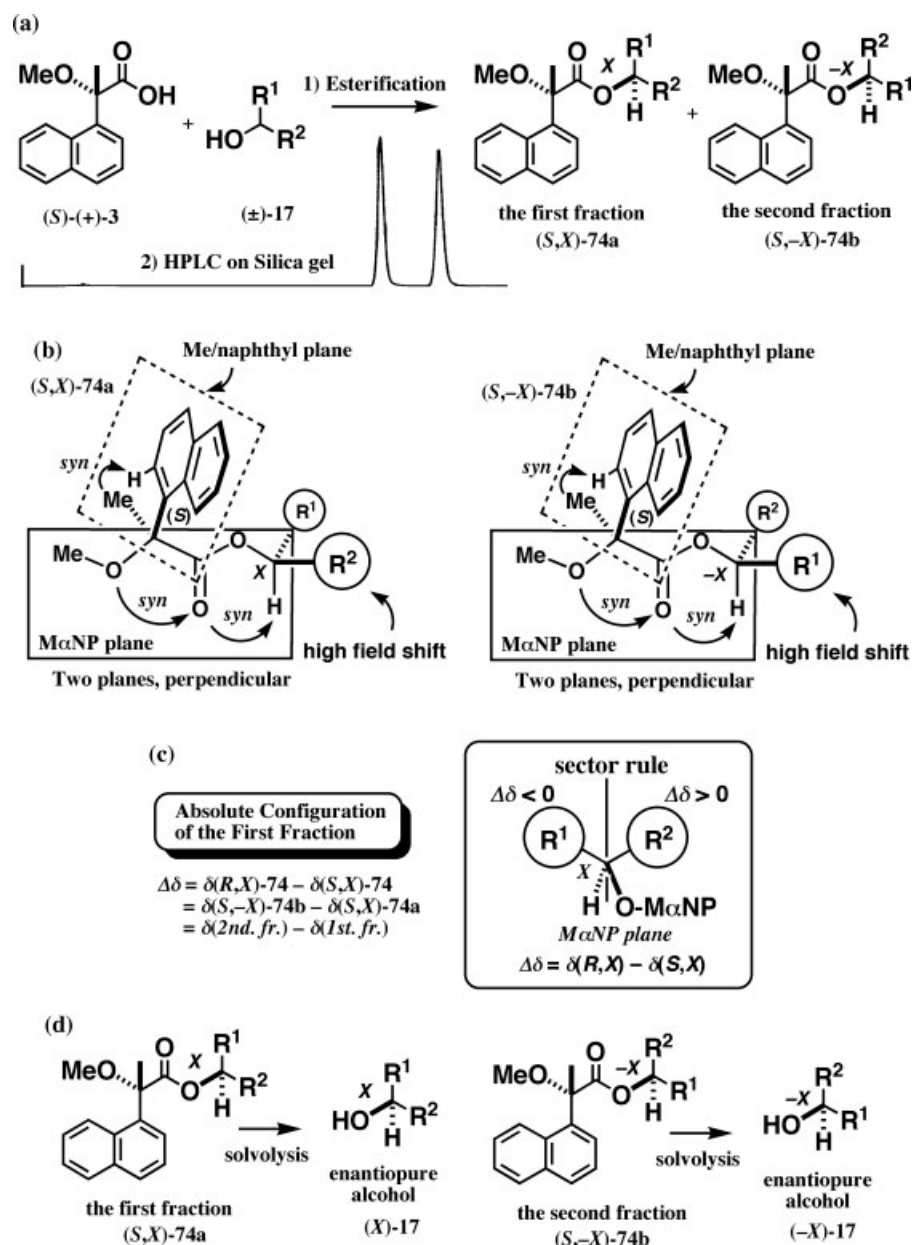 (a)
MeO
O
OH
(S)-(+)-3
+
R1
HO
R2
(±)-17
1) Esterification
2) HPLC on Silica gel
MeO
O
X
R1
O
R2
H
the first fraction
(S,X)-74a
+
MeO
O
–X
R2
O
R1
H
the second fraction
(S,–X)-74b
(b)
Me/naphthyl plane
(S,X)-74a
syn
H
Me
(S)
R1
MeO
O
O
X
R2
H
syn
syn
MαNP plane
high field shift
Two planes, perpendicular
Me/naphthyl plane
(S,–X)-74b
syn
H
Me
(S)
R2
MeO
O
O
–X
R1
H
syn
syn
MαNP plane
high field shift
Two planes, perpendicular
(c)
Absolute Configuration
of the First Fraction
Δδ = δ(R,X)-74 – δ(S,X)-74
= δ(S,–X)-74b – δ(S,X)-74a
= δ(2nd. fr.) – δ(1st. fr.)
sector rule
Δδ < 0
Δδ > 0
R1
R2
X
H
O-MαNP
MαNP plane
Δδ = δ(R,X) – δ(S,X)
(d)
MeO
O
X
R1
O
R2
H
the first fraction
(S,X)-74a
solvolysis
X
R1
HO
R2
H
enantiopure
alcohol
(X)-17
MeO
O
–X
R2
O
R1
H
the second fraction
(S,–X)-74b
solvolysis
–X
R2
HO
R1
H
enantiopure
alcohol
(–X)-17